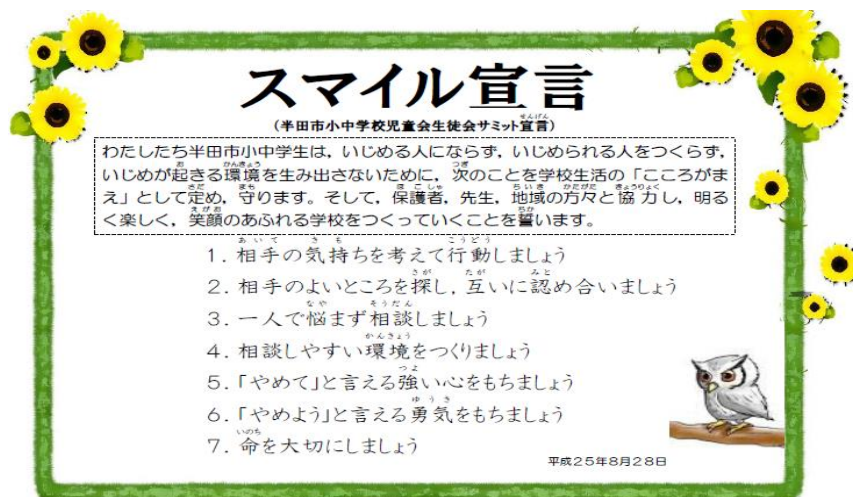 スマイル宣言
(半田市小中学校児童会生徒会サミット宣言)
わたしたち半田市小中学生は，いじめる人にならず，いじめられる人をつくらず，
いじめが起きる環境を生み出さないために，次のことを学校生活の「こころがま
え」として定め，守ります。そして，保護者，先生，地域の方々と協力し，明る
く楽しく，笑顔のあふれる学校をつくっていくことを誓います。
1．相手の気持ちを考えて行動しましょう
2．相手のよいところを探し，互いに認め合いましょう
3．一人で悩まず相談しましょう
4．相談しやすい環境をつくりましょう
5．「やめて」と言える強い心をもちましょう
6．「やめよう」と言える勇気をもちましょう
7．命を大切にしましょう
平成25年8月28日